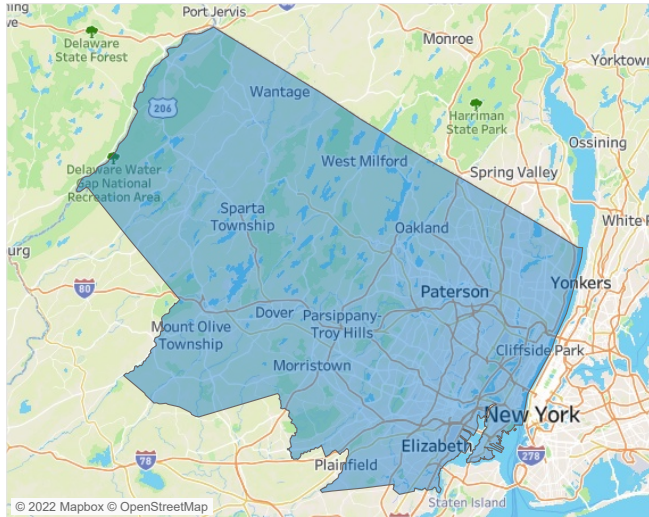 Port Jervis
ning
ve
Delaware
State Forest
Monroe
Yorktown
206
Wantage
Harriman
State Park
Ossining
West Milford
Delaware Water
Gap National
Recreation Area
Spring Valley
Sparta
Township
Oakland
White P
urg
80
Yonkers
Paterson
Dover
Parsippany-
Troy Hills
Mount Olive
Township
Cliffside Park
Morristown
New York
Elizabeth
78
Plainfield
278
Staten Island
© 2022 Mapbox © OpenStreetMap